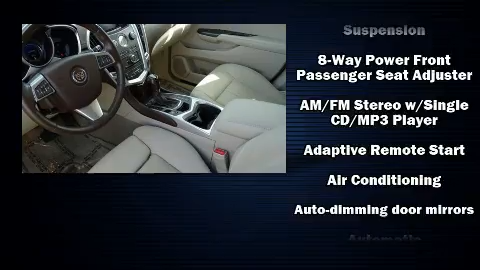 Suspension
8-Way Power Front
Passenger Seat Adjuster
AM/FM Stereo w/Single
CD/MP3 Player
Adaptive Remote Start
Air Conditioning
Auto-dimming door mirrors
Automatic